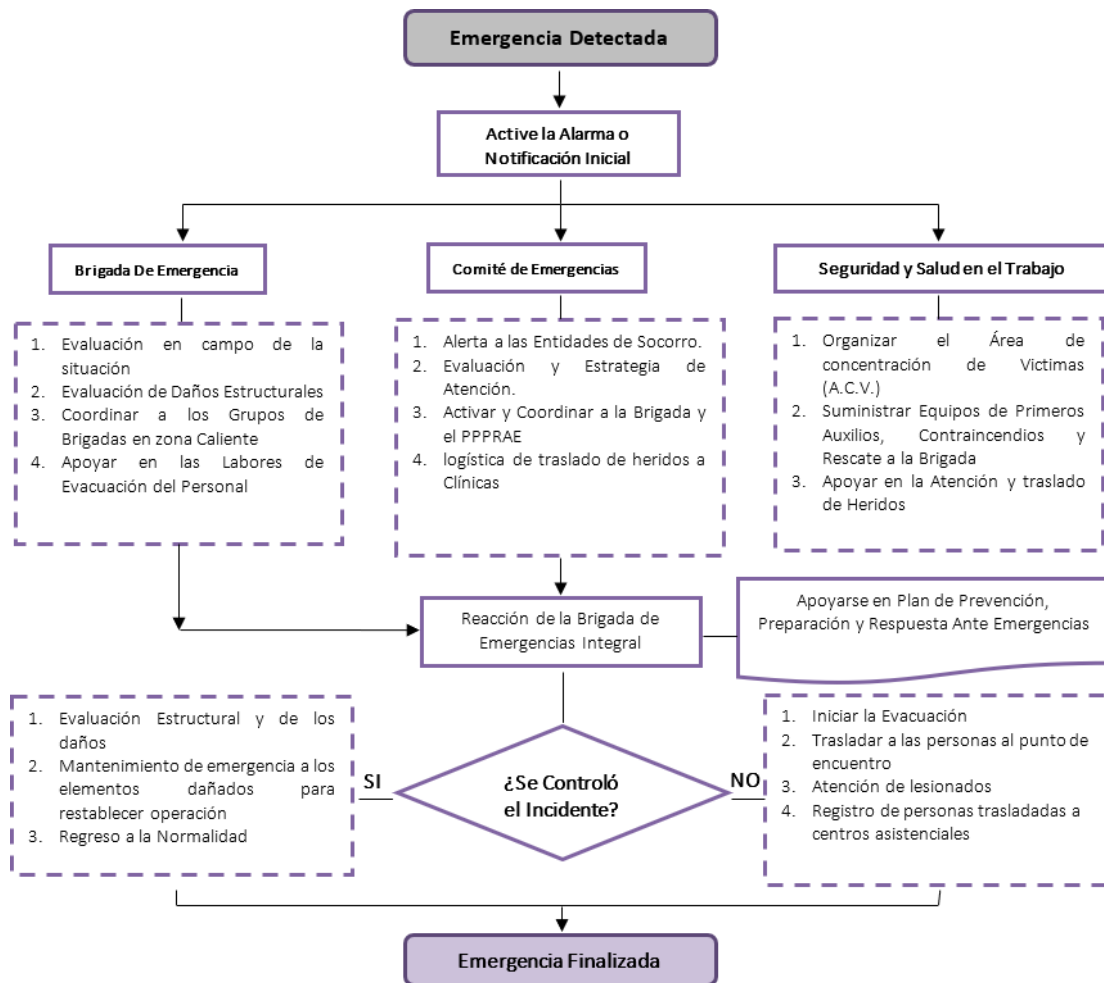 Emergencia Detectada
Active la Alarma o
Notificación Inicial
Brigada De Emergencia
1. Evaluación en campo de la
situación
2. Evaluación de Daños Estructurales
3. Coordinar a los Grupos de
Brigadas en zona Caliente
4. Apoyar en las Labores de
Evacuación del Personal
Comité de Emergencias
1. Alerta a las Entidades de Socorro.
2. Evaluación y Estrategia de
Atención.
3. Activar y Coordinar a la Brigada y
el PPPRAE
4. logística de traslado de heridos a
Clínicas
Seguridad y Salud en el Trabajo
1. Organizar el Área de
concentración de Victimas
(A.C.V.)
2. Suministrar Equipos de Primeros
Auxilios, Contraincendios y
Rescate a la Brigada
3. Apoyar en la Atención y traslado
de Heridos
Reacción de la Brigada de
Emergencias Integral
Apoyarse en Plan de Prevención,
Preparación y Respuesta Ante Emergencias
1. Evaluación Estructural y de los
daños
2. Mantenimiento de emergencia a los
elementos dañados para
restablecer operación
3. Regreso a la Normalidad
SI
¿Se Controló
el Incidente?
NO
1. Iniciar la Evacuación
2. Trasladar a las personas al punto de
encuentro
3. Atención de lesionados
4. Registro de personas trasladadas a
centros asistenciales
Emergencia Finalizada